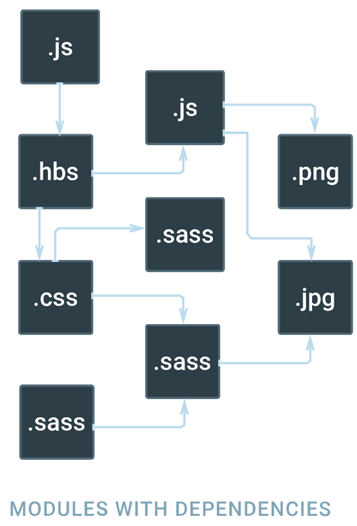 .js
.js
.hbs
.png
.sass
.css
.jpg
.sass
.sass
MODULES WITH DEPENDENCIES